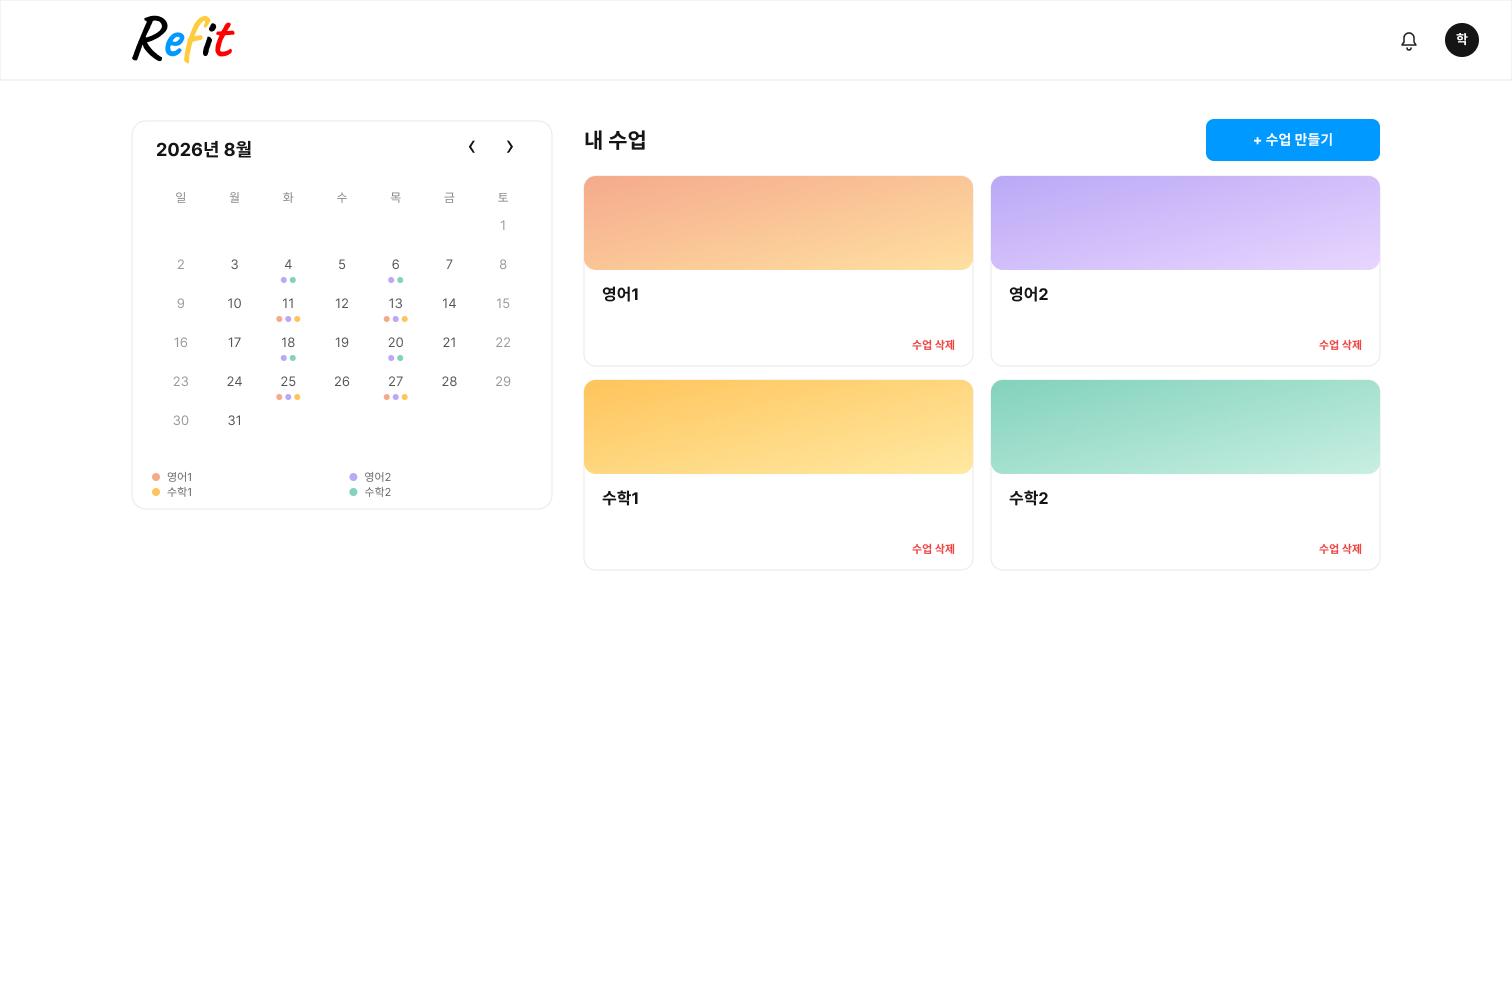 Refit
학
2026년 8월
일 월 화 수 목 금 토
1
2 3 4 5 6 7 8
9 10 11 12 13 14 15
16 17 18 19 20 21 22
23 24 25 26 27 28 29
30 31
영어1 영어2
수학1 수학2
내 수업
+ 수업 만들기
영어1
수업 삭제
영어2
수업 삭제
수학1
수업 삭제
수학2
수업 삭제